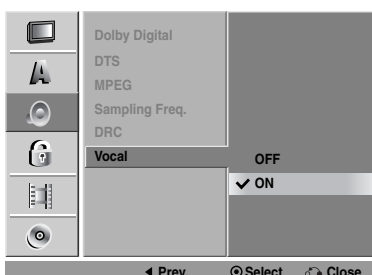 Dolby Digital
DTS
MPEG
Sampling Freq.
DRC
Vocal
OFF
ON
Prev Select Close